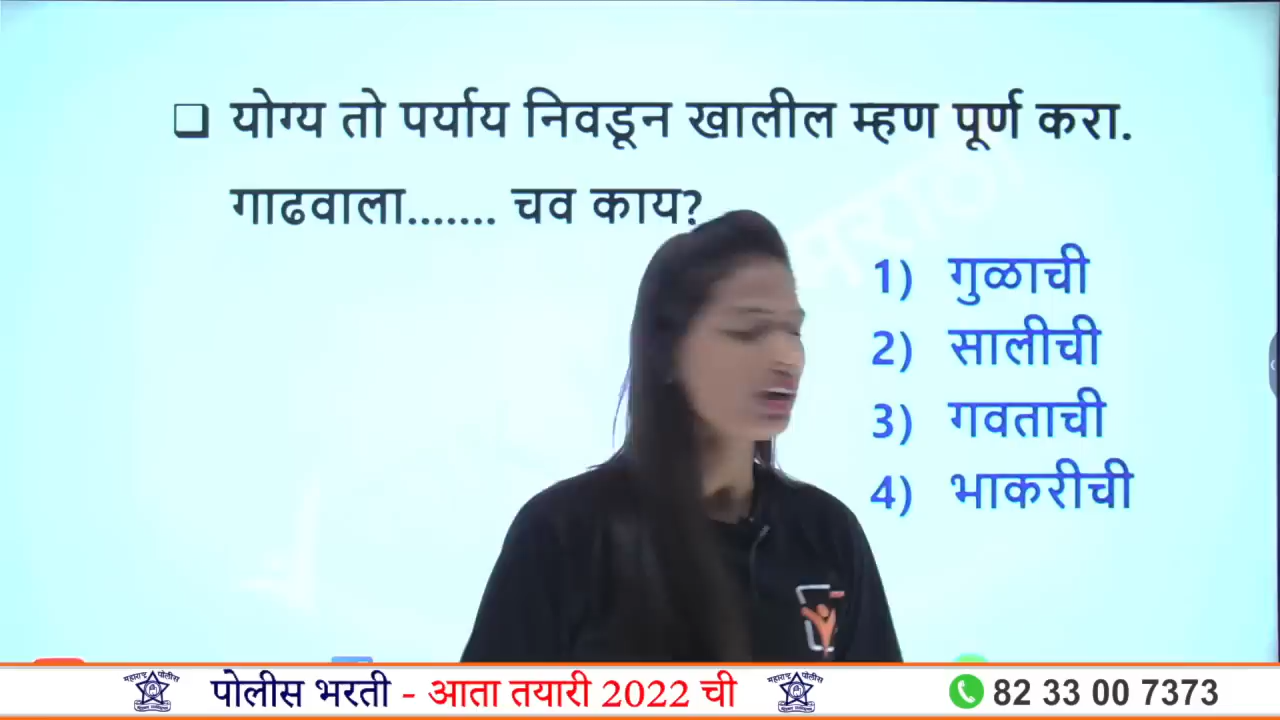 योग्य तो पर्याय निवडून खालील म्हण पूर्ण करा.
गाढवाला....... चव काय?
1) गुळाची
2) सालीची
3) गवताची
4) भाकरीची
पोलीस भरती - आता तयारी 2022 ची
82 33 00 7373